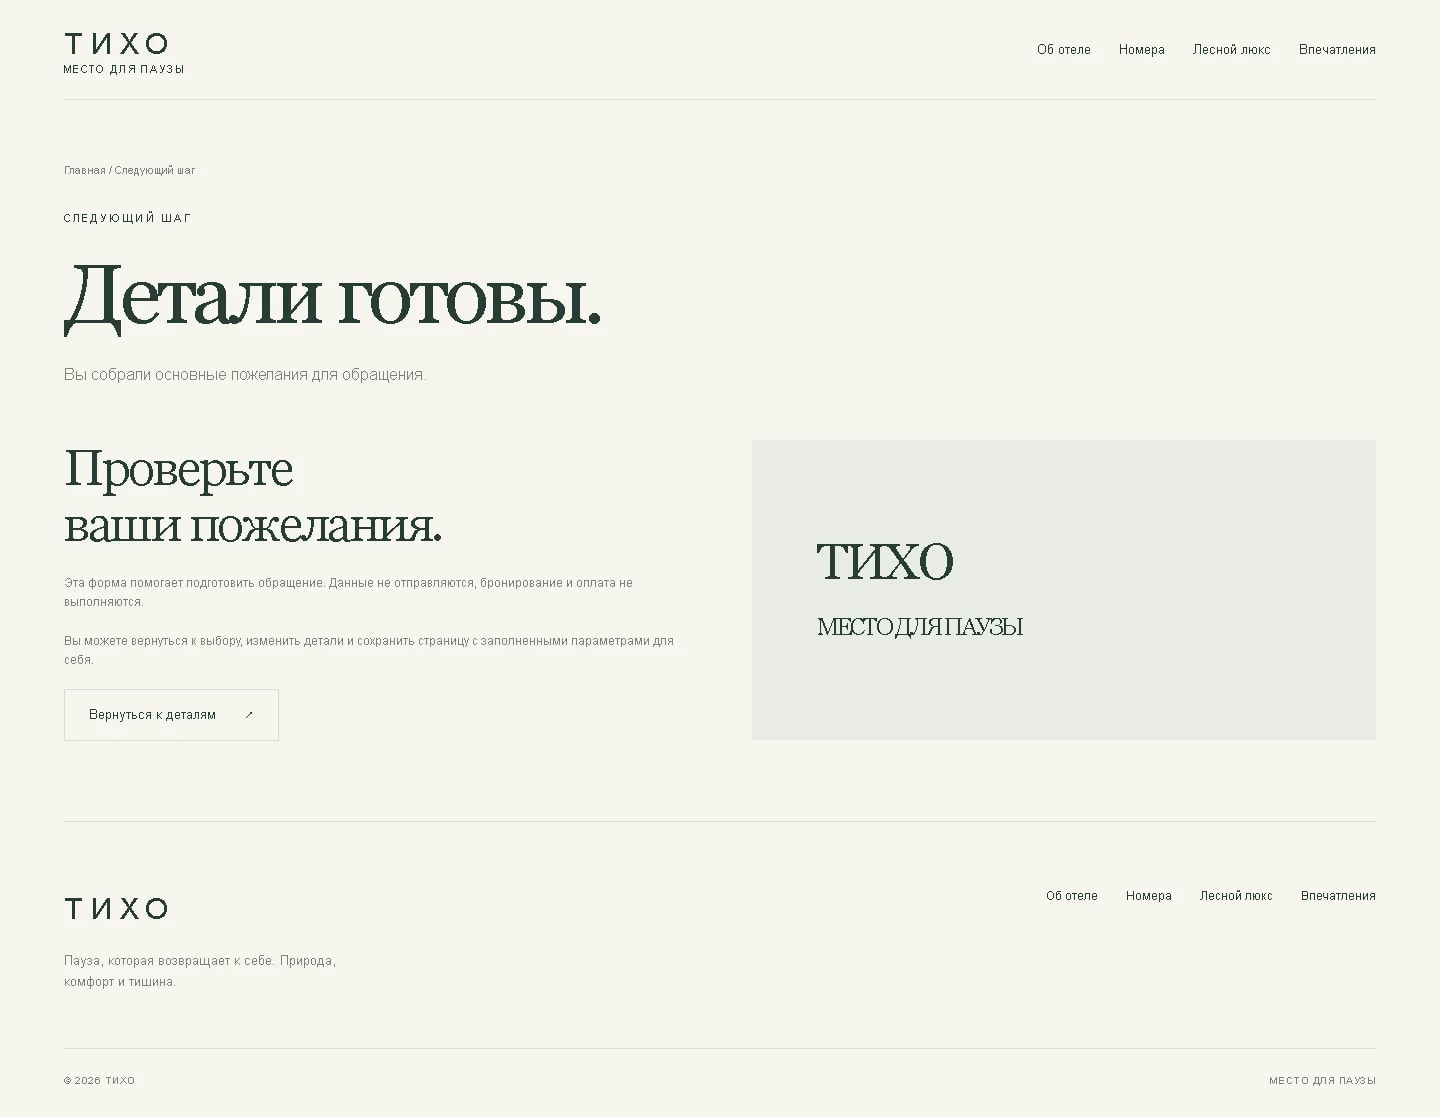 ТИХО
МЕСТО ДЛЯ ПАУЗЫ
Об отеле Номера Лесной люкс Впечатления
Главная / Следующий шаг
СЛЕДУЮЩИЙ ШАГ
Детали готовы.
Вы собрали основные пожелания для обращения.
Проверьте
ваши пожелания.
Эта форма помогает подготовить обращение. Данные не отправляются, бронирование и оплата не
выполняются.
Вы можете вернуться к выбору, изменить детали и сохранить страницу с заполненными параметрами для
себя.
Вернуться к деталям ↗
ТИХО
МЕСТО ДЛЯ ПАУЗЫ
ТИХО
Об отеле Номера Лесной люкс Впечатления
Пауза, которая возвращает к себе. Природа,
комфорт и тишина.
© 2026 ТИХО
МЕСТО ДЛЯ ПАУЗЫ